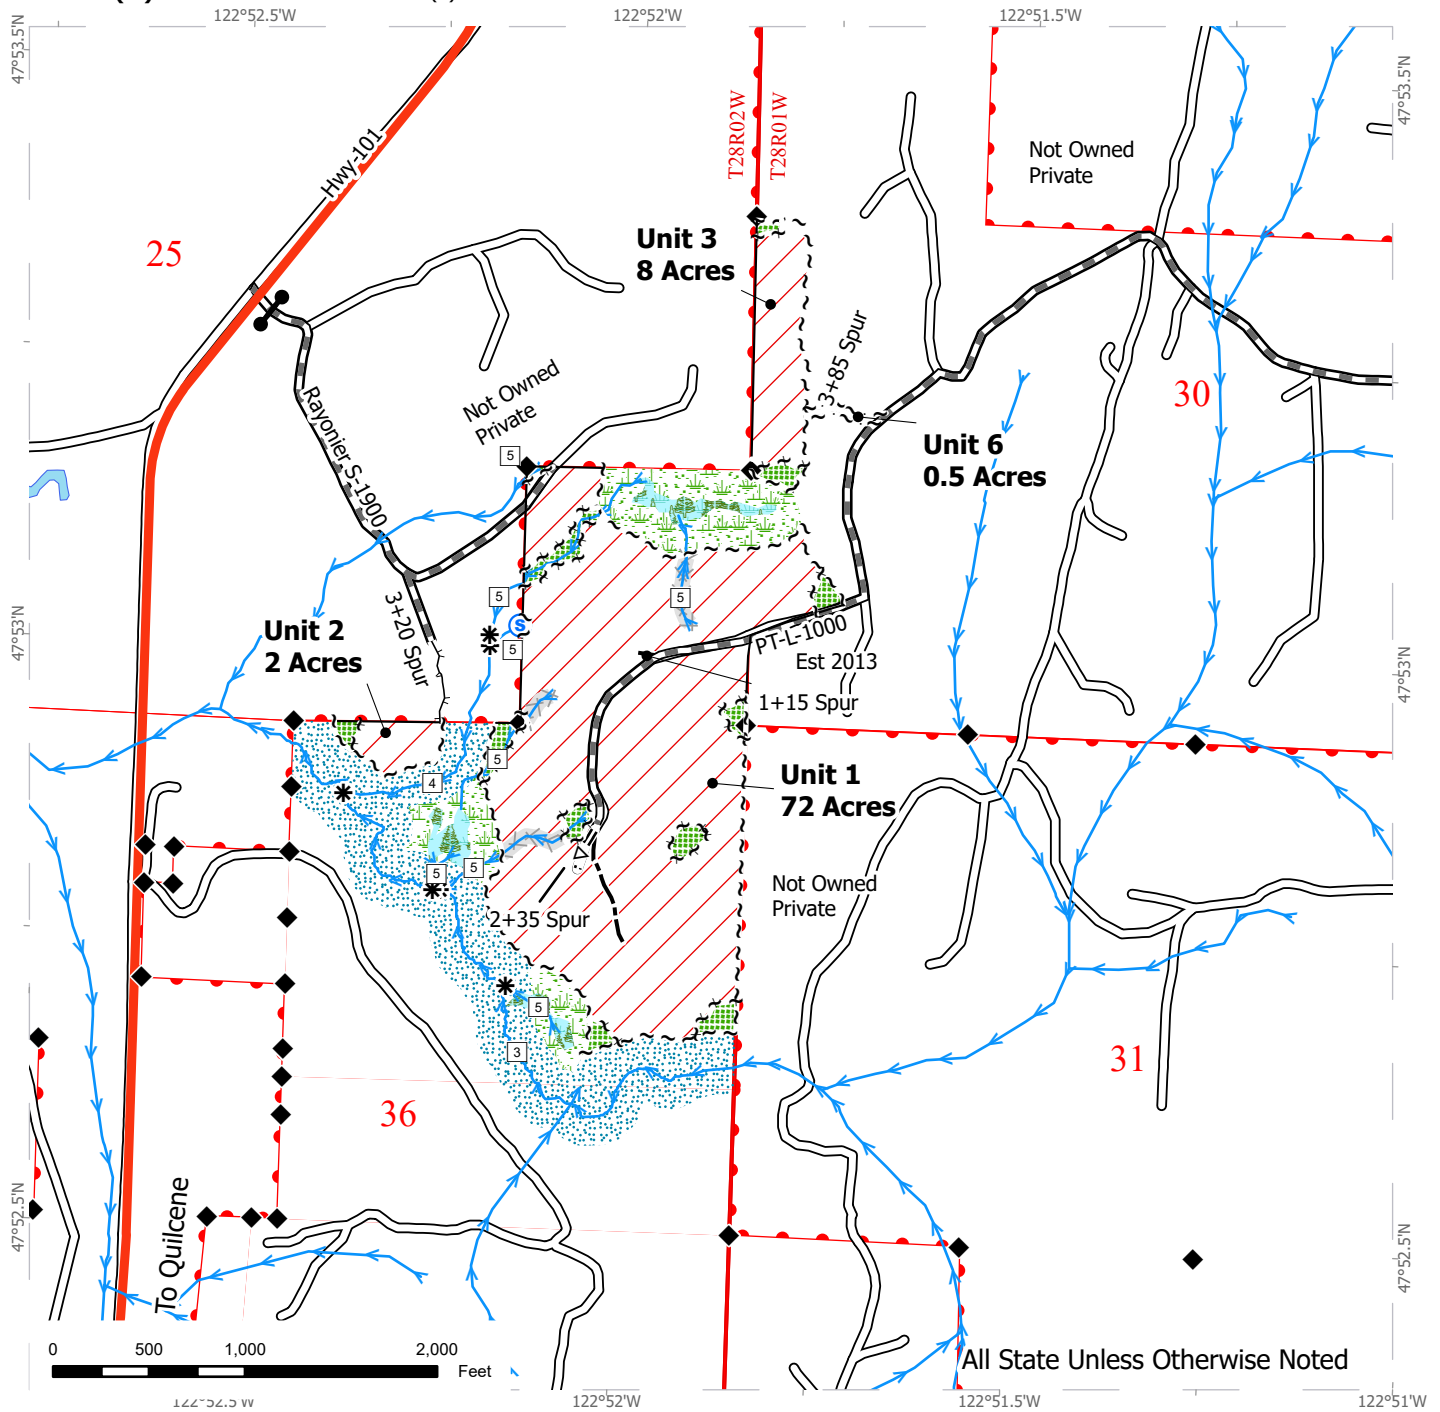 122°52.5'W
122°52'W
122°51.5'W
47°53.5'N
47°53.5'N
Hwy-101
T28R02W
T28R01W
Not Owned
Private
25
Unit 3
8 Acres
3+85 Spur
30
Not Owned
Private
Rayonier S-1900
Unit 6
0.5 Acres
5
5
5
5
S
3+20 Spur
Unit 2
2 Acres
PT-L-1000
Est 2013
1+15 Spur
47°53'N
47°53'N
5
4
Unit 1
72 Acres
5
5
Not Owned
Private
2+35 Spur
5
3
31
36
To Quilcene
47°52.5'N
47°52.5'N
0 500 1,000 2,000
Feet
All State Unless Otherwise Noted
122°52.5'W
122°52'W
122°51.5'W
122°51'W